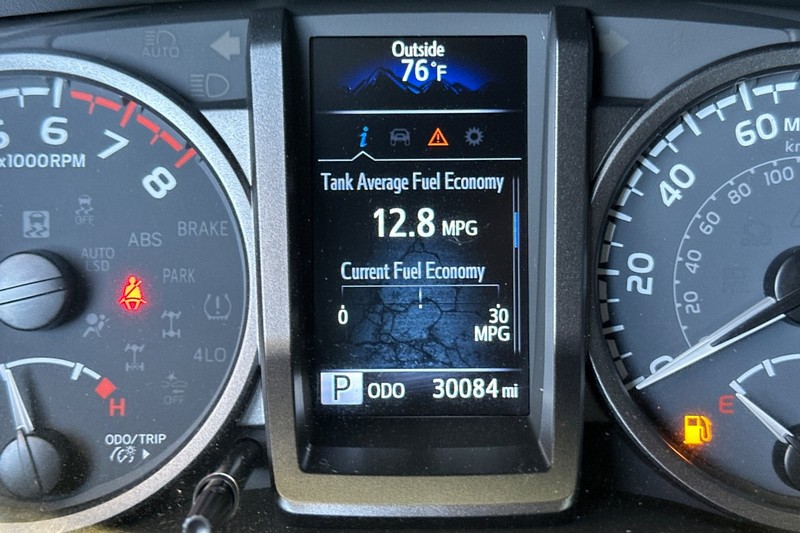 Outside
76°F
AUTO
6
x1000RPM
7
8
Tank Average Fuel Economy
12.8 MPG
Current Fuel Economy
0
30
MPG
P ODO 30084 mi
OFF
BRAKE
ABS
AUTO
LSD
PARK
4LO
OFF
H
ODO/TRIP
60
40
20
0
100
80
60
40
20
E